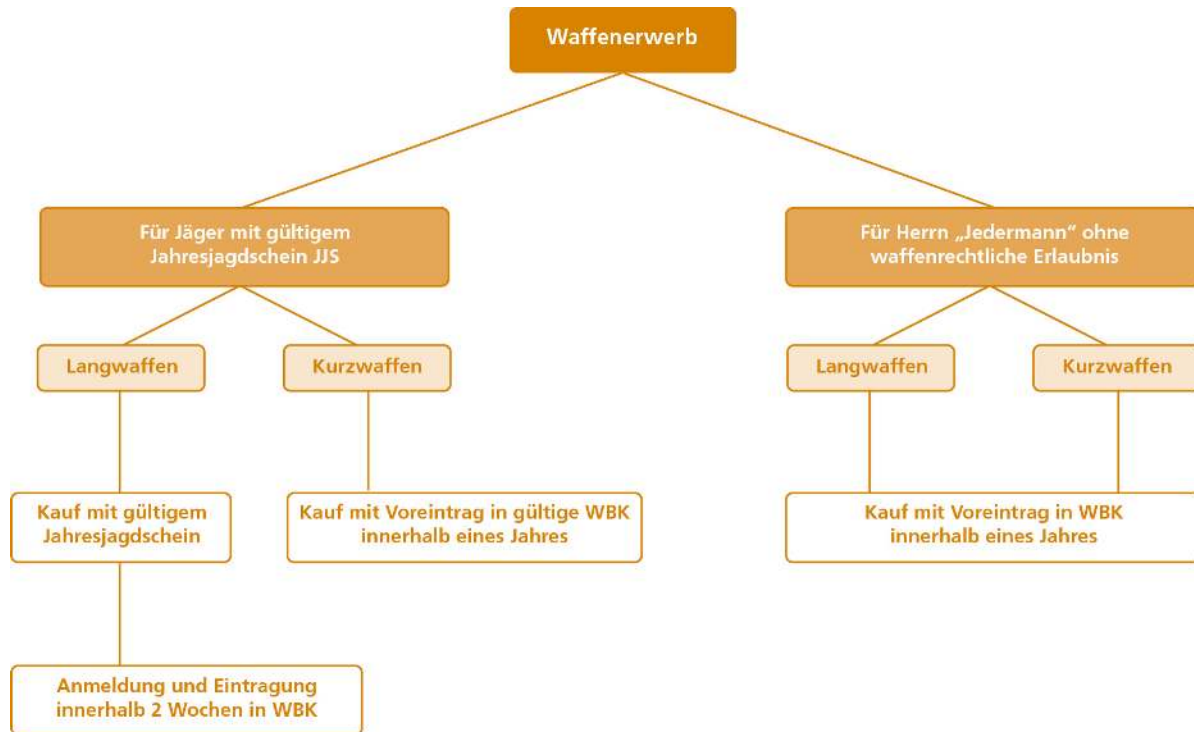 Waffenerwerb
Für Jäger mit gültigem
Jahresjagdschein JJS
Für Herrn „Jedermann“ ohne
waffenrechtliche Erlaubnis
Langwaffen
Kurzwaffen
Langwaffen
Kurzwaffen
Kauf mit gültigem
Jahresjagdschein
Kauf mit Voreintrag in gültige WBK
innerhalb eines Jahres
Kauf mit Voreintrag in WBK
innerhalb eines Jahres
Anmeldung und Eintragung
innerhalb 2 Wochen in WBK